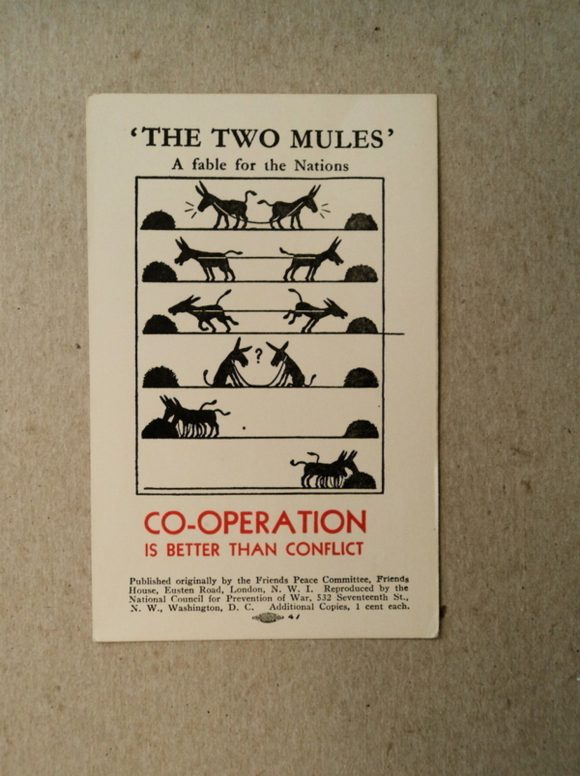 'THE TWO MULES'
A fable for the Nations
?
CO-OPERATION
IS BETTER THAN CONFLICT
Published originally by the Friends Peace Committee, Friends
House, Eusten Road, London, N. W. I. Reproduced by the
National Council for Prevention of War, 532 Seventeenth St.,
N. W., Washington, D. C. Additional Copies, 1 cent each.